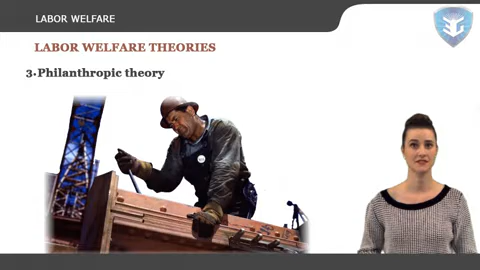 LABOR WELFARE
LABOR WELFARE THEORIES
3.Philanthropic theory